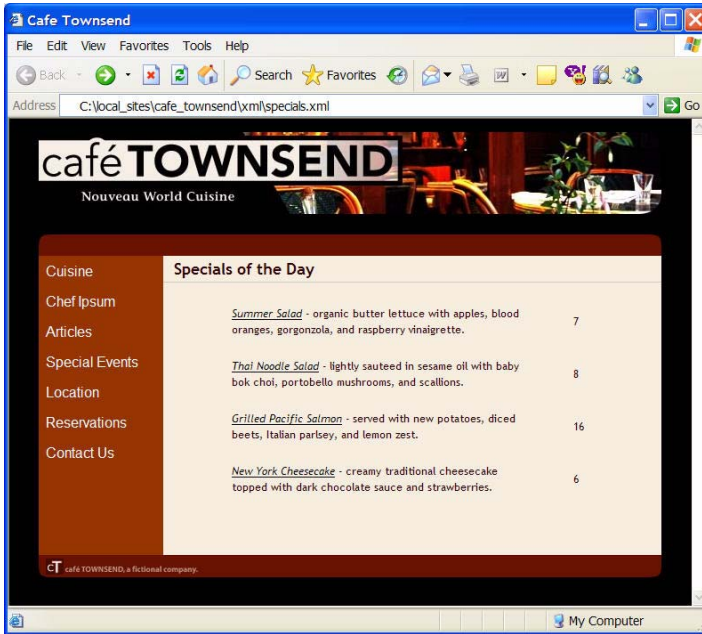 Cafe Townsend
File Edit View Favorites Tools Help
Back Search Favorites
Address C:\local_sites\cafe_townsend\xml\specials.xml Go
café TOWNSEND
Nouveau World Cuisine
Cuisine
Chef Ipsum
Articles
Special Events
Location
Reservations
Contact Us
Specials of the Day
Summer Salad - organic butter lettuce with apples, blood
oranges, gorgonzola, and raspberry vinaigrette.
7
Thai Noodle Salad - lightly sauteed in sesame oil with baby
bok choi, portobello mushrooms, and scallions.
8
Grilled Pacific Salmon - served with new potatoes, diced
beets, Italian parlsey, and lemon zest.
16
New York Cheesecake - creamy traditional cheesecake
topped with dark chocolate sauce and strawberries.
6
cT café TOWNSEND, a fictional company.
My Computer